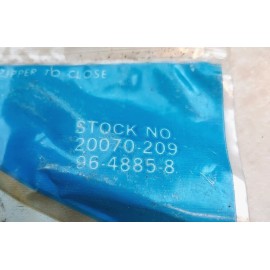 ZIPPER TO CLOSE
STOCK NO.
20070-209
96-4885-8